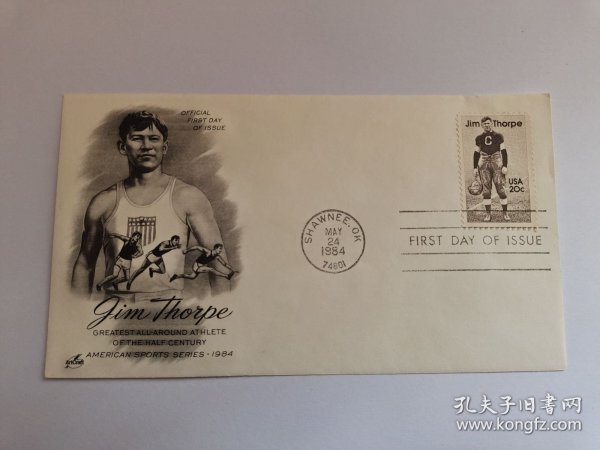 OFFICIAL
FIRST DAY
OF ISSUE
Jim Thorpe
USA
20c
C
SHAWNEE, OK
MAY
24
1984
74801
FIRST DAY OF ISSUE
Jim Thorpe
GREATEST ALL-AROUND ATHLETE
OF THE HALF CENTURY
AMERICAN SPORTS SERIES - 1984
ArtCraft
孔夫子旧书网
www.kongfz.com